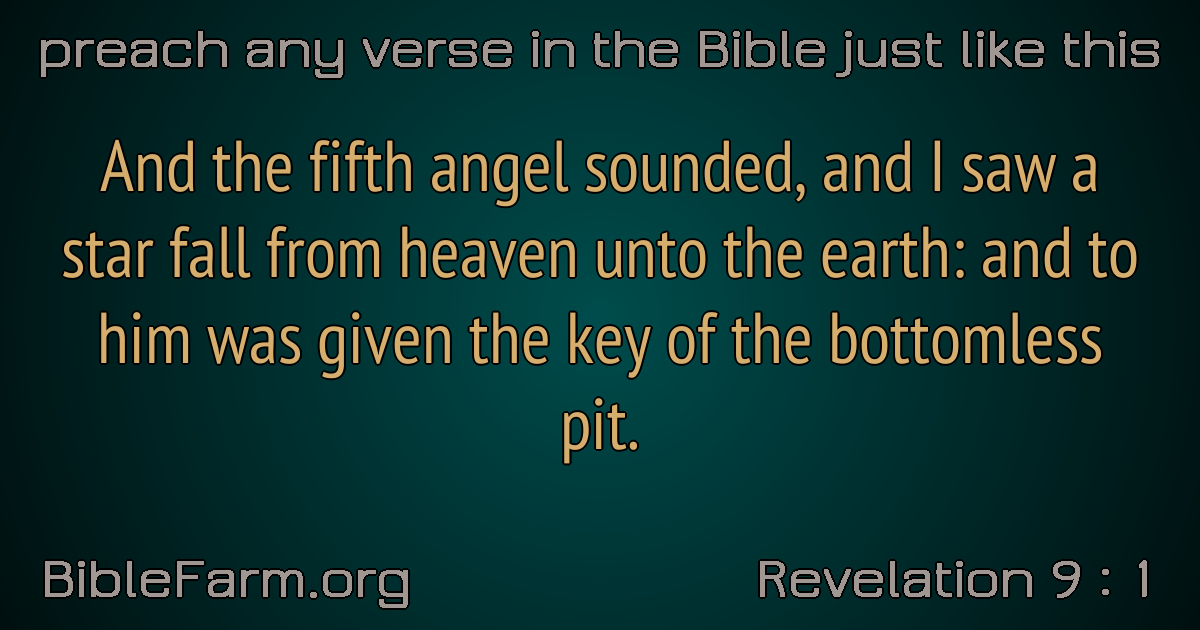 preach any verse in the Bible just like this
And the fifth angel sounded, and I saw a
star fall from heaven unto the earth: and to
him was given the key of the bottomless
pit.
BibleFarm.org
Revelation 9 : 1